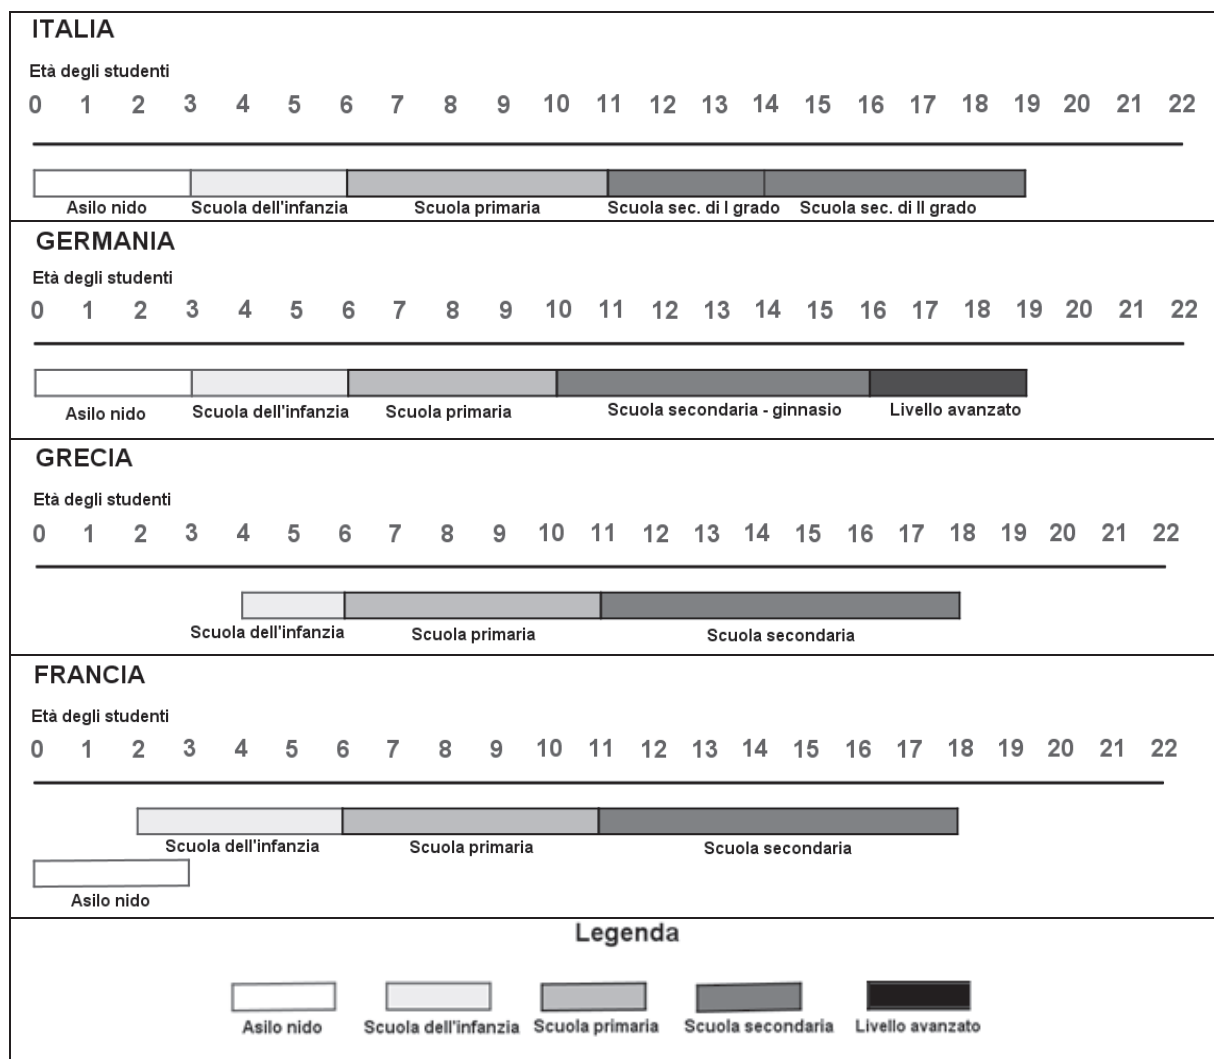 ITALIA
Età degli studenti
0 1 2 3 4 5 6 7 8 9 10 11 12 13 14 15 16 17 18 19 20 21 22
Asilo nido Scuola dell'infanzia Scuola primaria Scuola sec. di I grado Scuola sec. di II grado
GERMANIA
Età degli studenti
0 1 2 3 4 5 6 7 8 9 10 11 12 13 14 15 16 17 18 19 20 21 22
Asilo nido Scuola dell'infanzia Scuola primaria Scuola secondaria - ginnasio Livello avanzato
GRECIA
Età degli studenti
0 1 2 3 4 5 6 7 8 9 10 11 12 13 14 15 16 17 18 19 20 21 22
Scuola dell'infanzia Scuola primaria Scuola secondaria
FRANCIA
Età degli studenti
0 1 2 3 4 5 6 7 8 9 10 11 12 13 14 15 16 17 18 19 20 21 22
Scuola dell'infanzia Scuola primaria Scuola secondaria
Asilo nido
Legenda
Asilo nido Scuola dell'infanzia Scuola primaria Scuola secondaria Livello avanzato